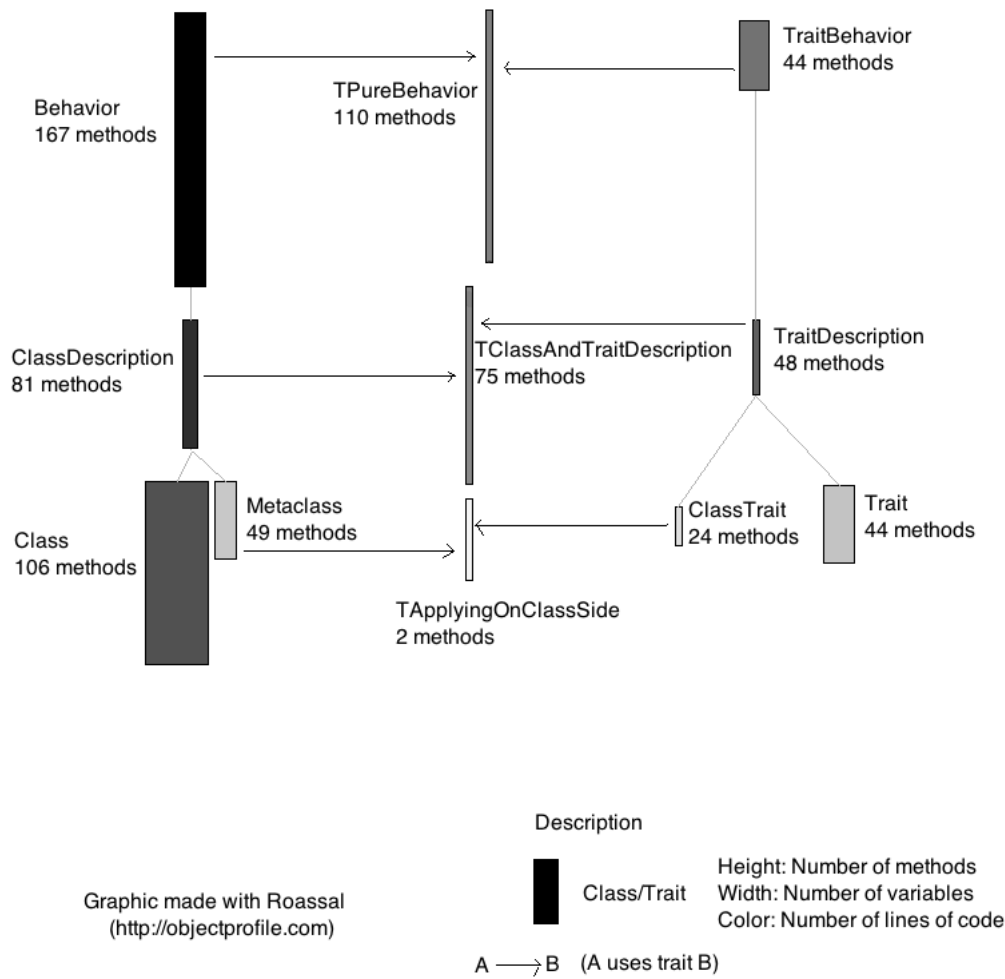 TraitBehavior
44 methods
TPureBehavior
110 methods
Behavior
167 methods
ClassDescription
81 methods
TClassAndTraitDescription
75 methods
TraitDescription
48 methods
Class
106 methods
Metaclass
49 methods
ClassTrait
24 methods
Trait
44 methods
TApplyingOnClassSide
2 methods
Description
Class/Trait
Height: Number of methods
Width: Number of variables
Color: Number of lines of code
Graphic made with Roassal
(http://objectprofile.com)
A B (A uses trait B)